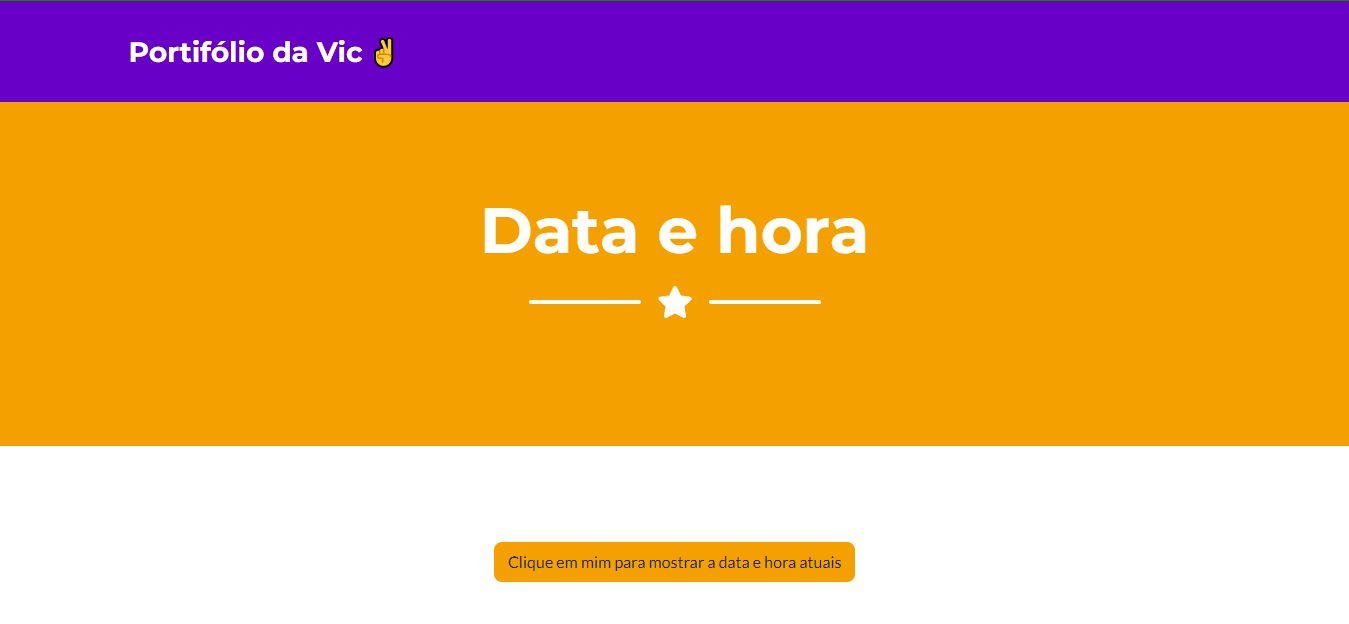 Portifólio da Vic ✌
Data e hora
Clique em mim para mostrar a data e hora atuais